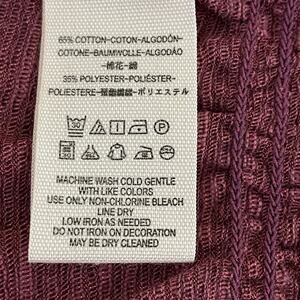 65% COTTON-COTON-ALGODÓN-
COTONE-BAUMWOLLE-ALGODÃO
-棉花-綿
35% POLYESTER-POLIÉSTER-
POLIESTERE-聚酯纖維-ポリエステル
MACHINE WASH COLD GENTLE
WITH LIKE COLORS
USE ONLY NON-CHLORINE BLEACH
LINE DRY
LOW IRON AS NEEDED
DO NOT IRON ON DECORATION
MAY BE DRY CLEANED